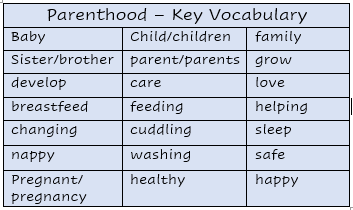 Parenthood – Key Vocabulary
Baby Child/children family
Sister/brother parent/parents grow
develop care love
breastfeed feeding helping
changing cuddling sleep
nappy washing safe
Pregnant/ healthy happy
pregnancy